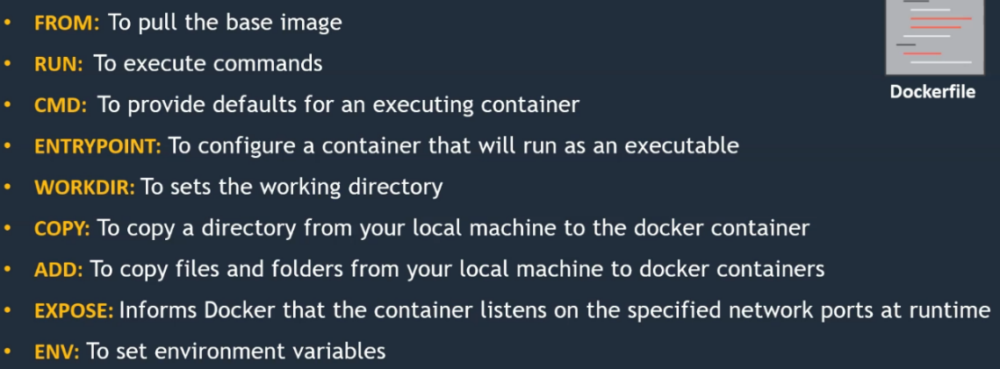 • FROM: To pull the base image
• RUN: To execute commands
• CMD: To provide defaults for an executing container
• ENTRYPOINT: To configure a container that will run as an executable
• WORKDIR: To sets the working directory
• COPY: To copy a directory from your local machine to the docker container
• ADD: To copy files and folders from your local machine to docker containers
• EXPOSE: Informs Docker that the container listens on the specified network ports at runtime
• ENV: To set environment variables
Dockerfile